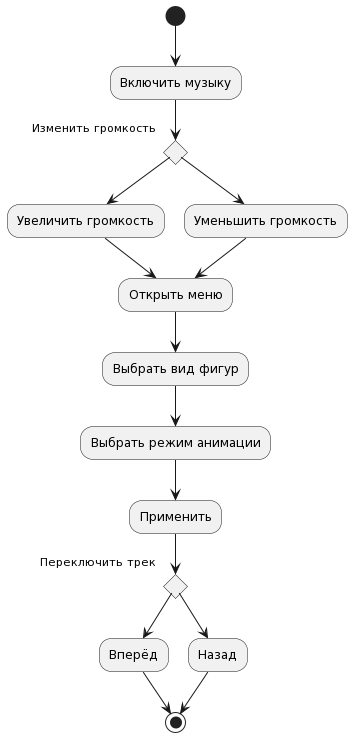 Включить музыку
Изменить громкость
Увеличить громкость
Уменьшить громкость
Открыть меню
Выбрать вид фигур
Выбрать режим анимации
Применить
Переключить трек
Вперёд
Назад